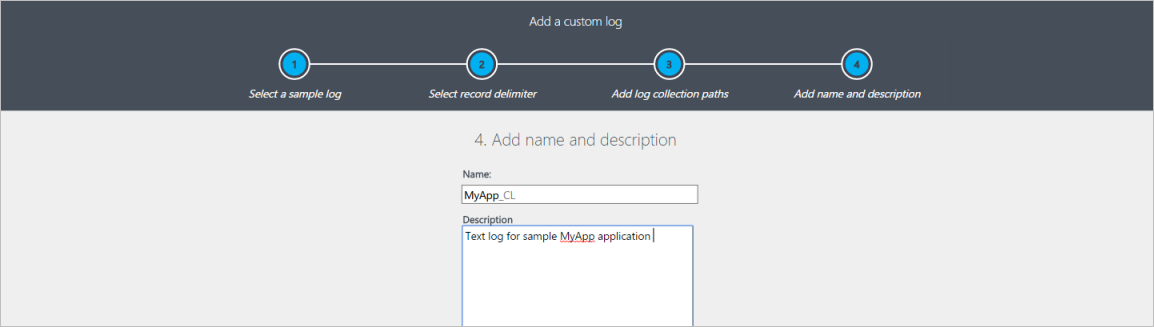 Add a custom log
1 2 3 4
Select a sample log Select record delimiter Add log collection paths Add name and description
4. Add name and description
Name:
MyApp_CL
Description
Text log for sample MyApp application